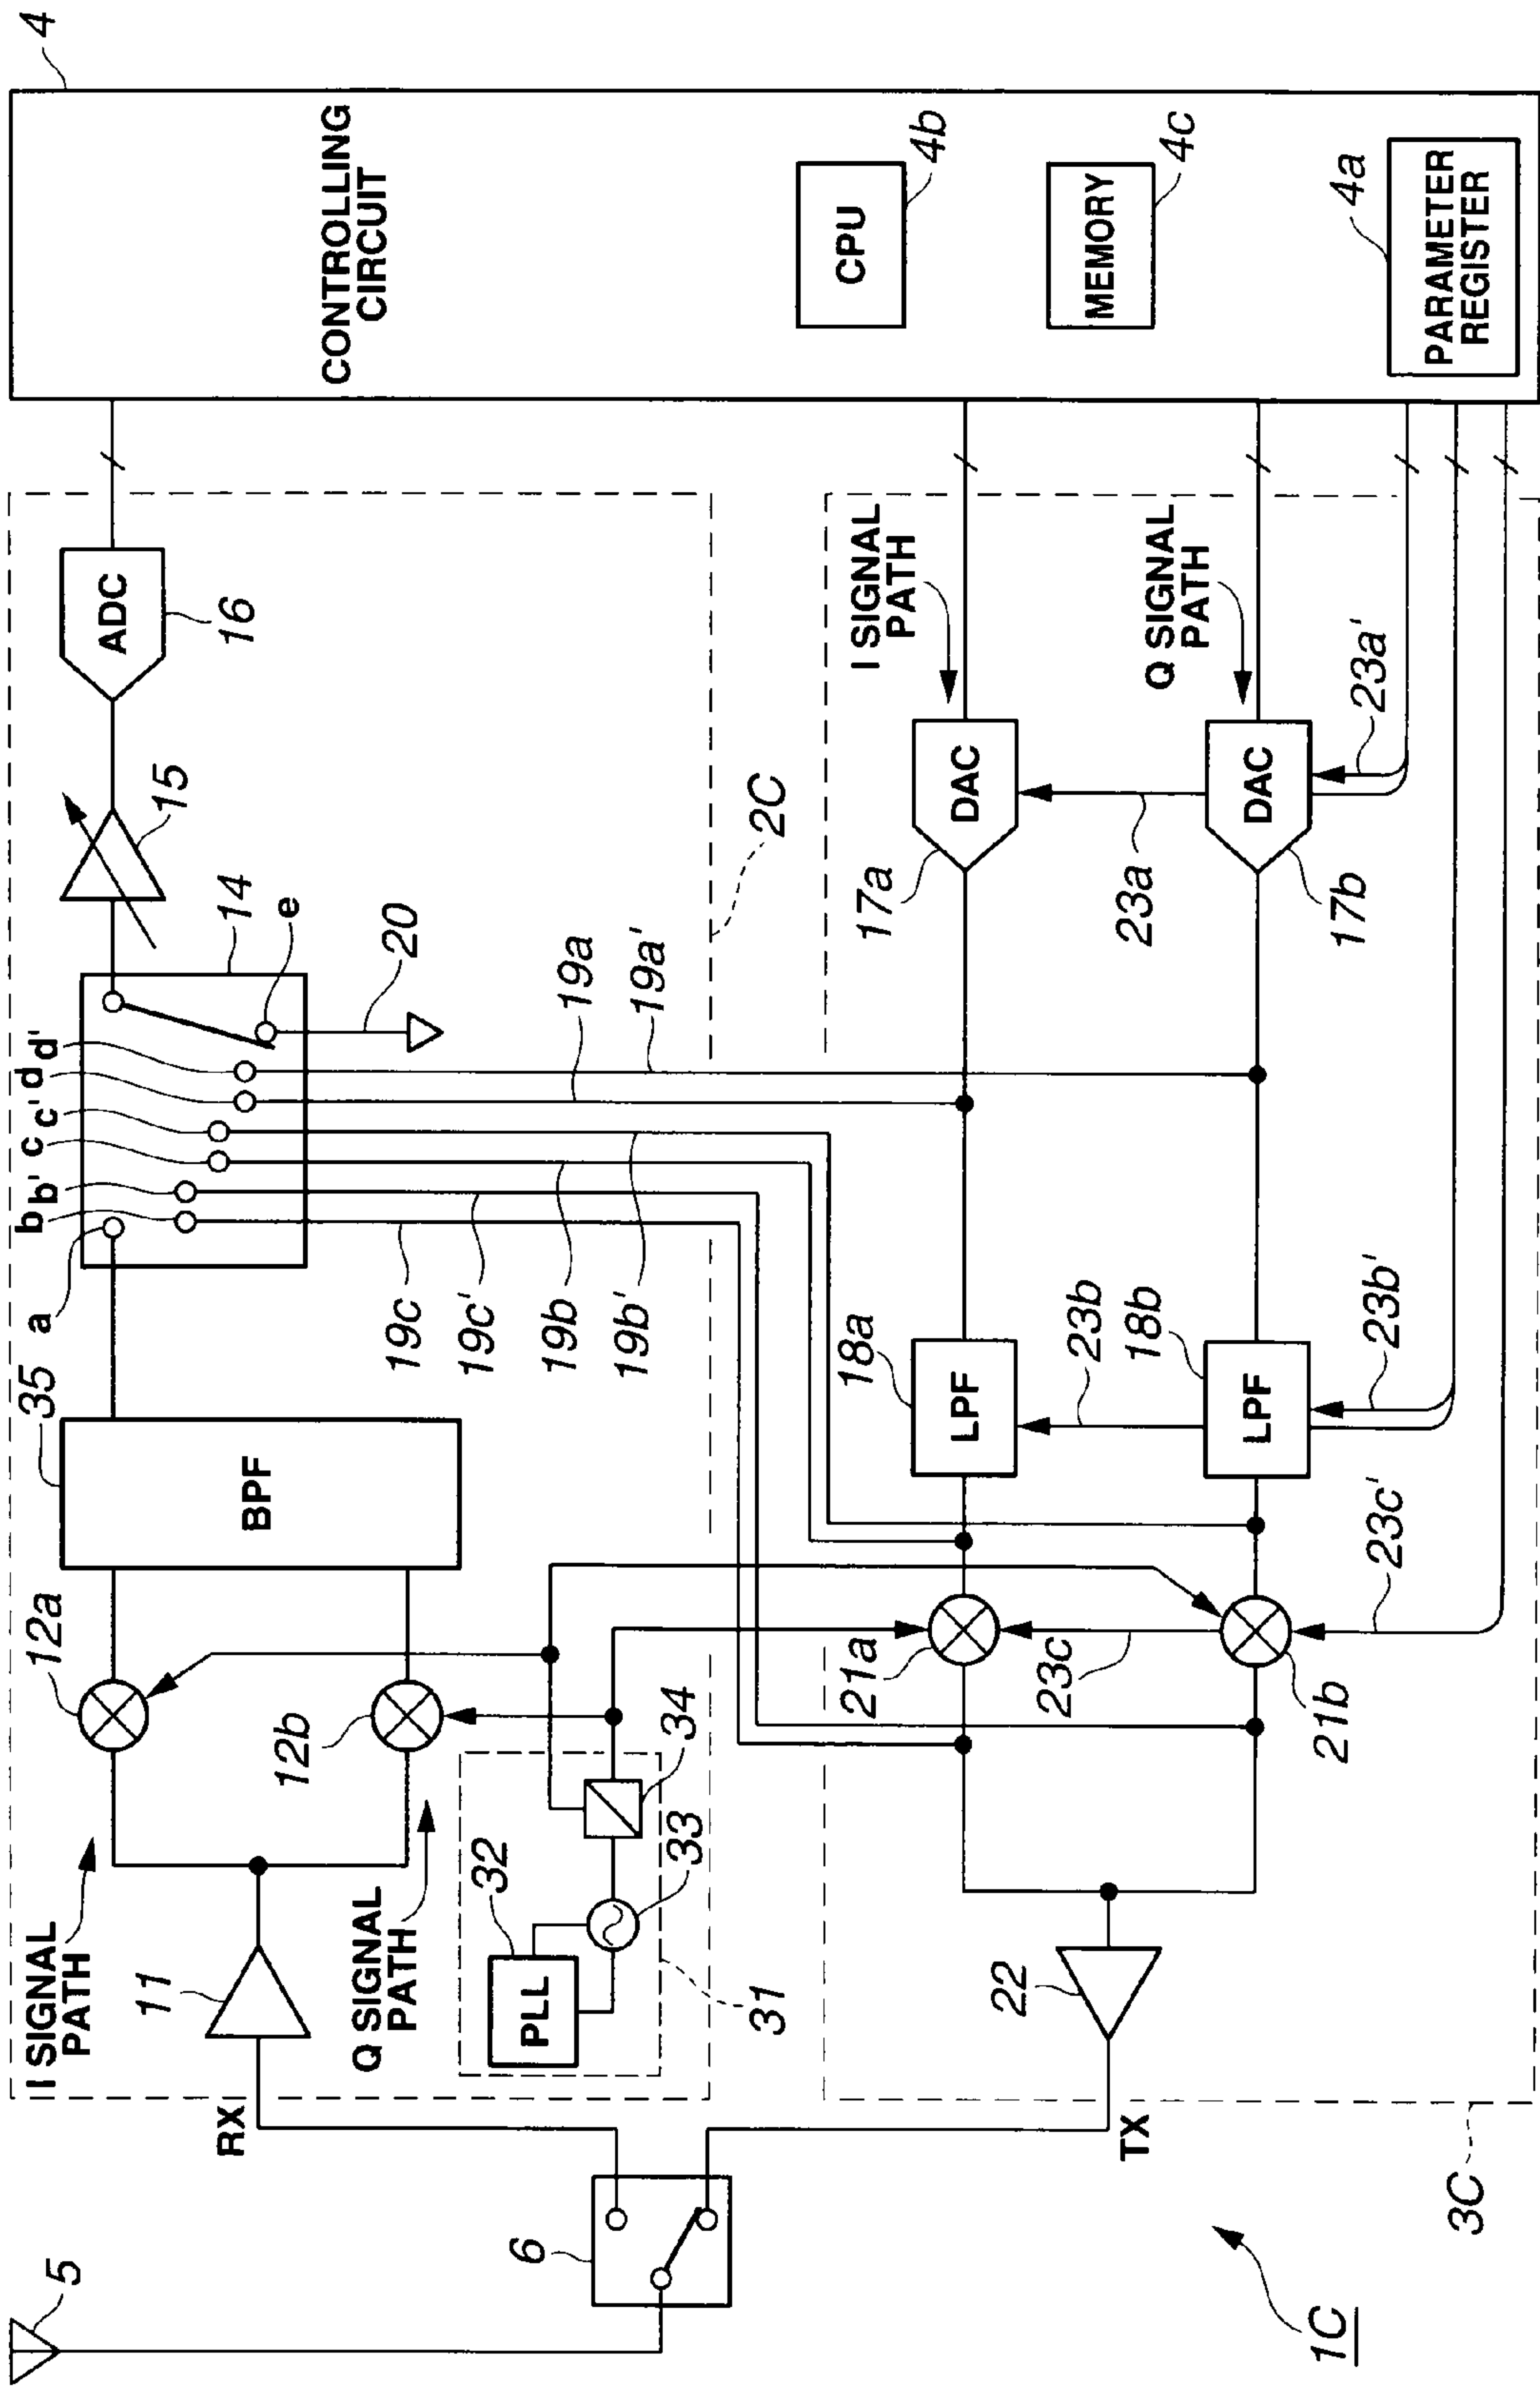 5
RX
6
TX
1C
3C
I SIGNAL
PATH
11
Q SIGNAL
PATH
12a
12b
32
PLL
33
34
31
22
35
BPF
21a
23c
21b
23c'
a
b
b'
c
c'
d
d'
e
14
20
19c
19c'
19b
19b'
19a
19a'
18a
LPF
23b
18b
LPF
23b'
15
ADC
16
2C
17a
DAC
23a
17b
DAC
23a'
I SIGNAL
PATH
Q SIGNAL
PATH
4
CONTROLLING
CIRCUIT
CPU
4b
MEMORY
4c
4a
PARAMETER
REGISTER